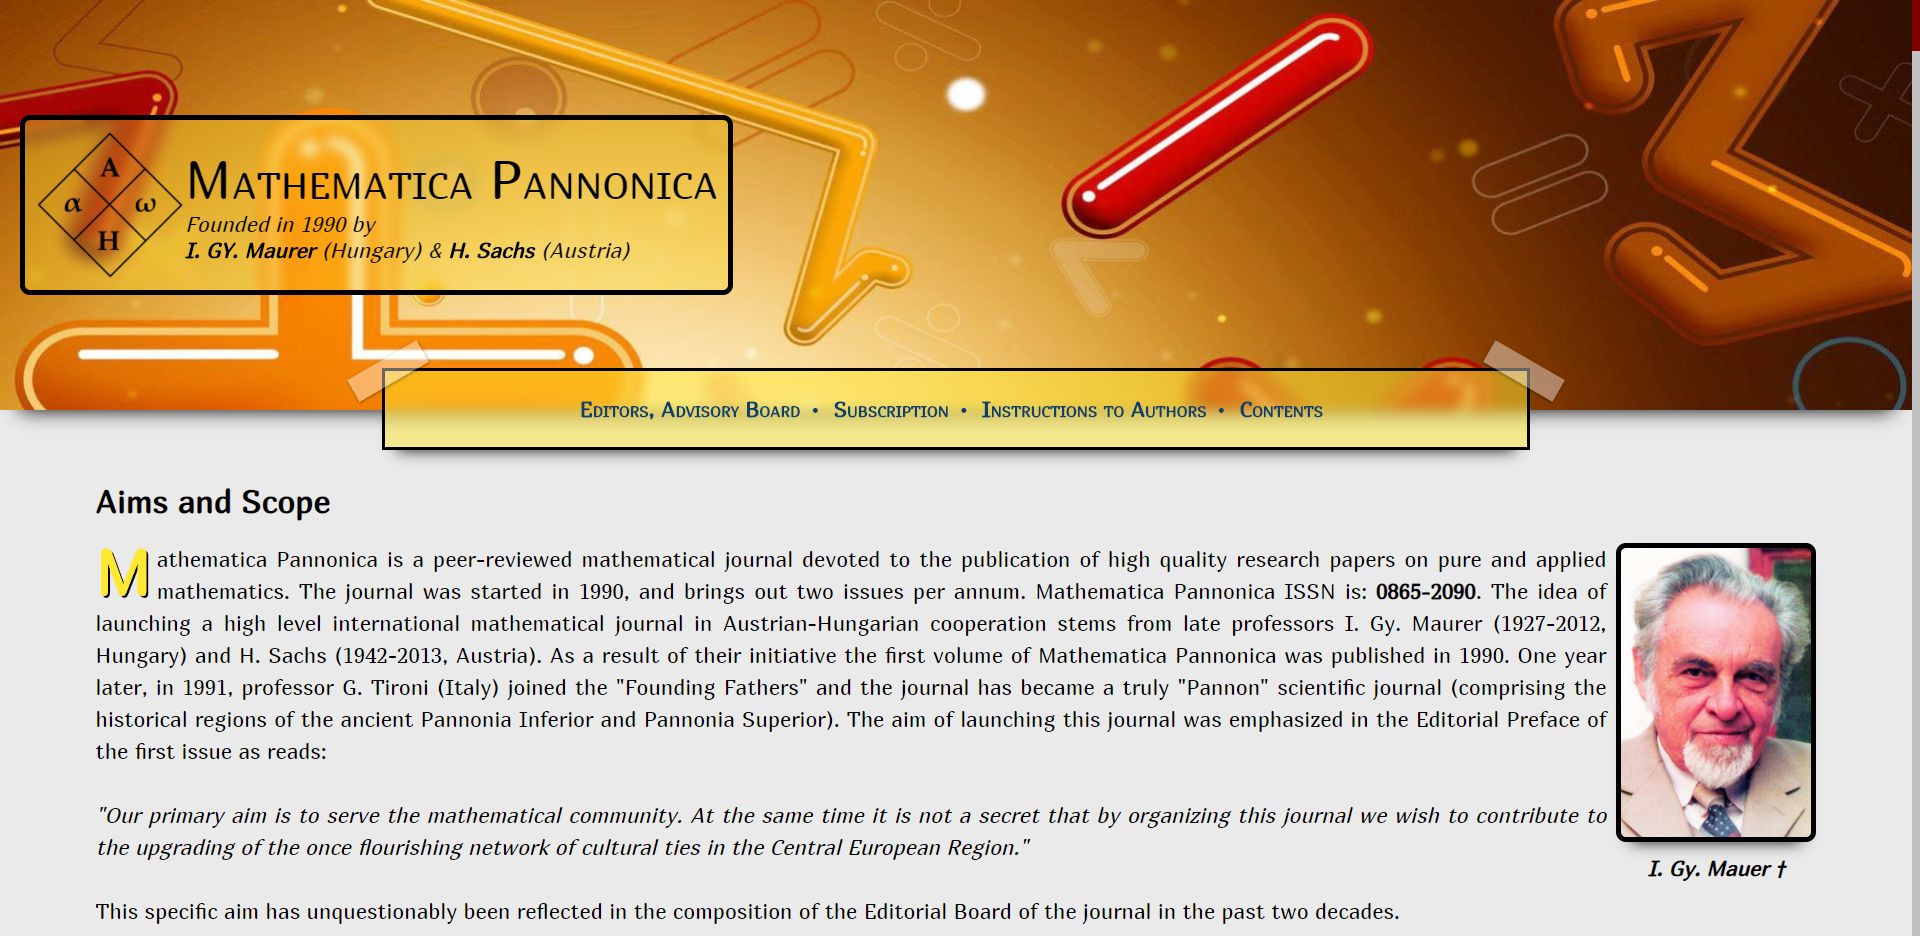 A
α ω
H
Mathematica Pannonica
Founded in 1990 by
I. GY. Maurer (Hungary) & H. Sachs (Austria)
Editors, Advisory Board • Subscription • Instructions to Authors • Contents
Aims and Scope
Mathematica Pannonica is a peer-reviewed mathematical journal devoted to the publication of high quality research papers on pure and applied
mathematics. The journal was started in 1990, and brings out two issues per annum. Mathematica Pannonica ISSN is: 0865-2090. The idea of
launching a high level international mathematical journal in Austrian-Hungarian cooperation stems from late professors I. Gy. Maurer (1927-2012,
Hungary) and H. Sachs (1942-2013, Austria). As a result of their initiative the first volume of Mathematica Pannonica was published in 1990. One year
later, in 1991, professor G. Tironi (Italy) joined the "Founding Fathers" and the journal has became a truly "Pannon" scientific journal (comprising the
historical regions of the ancient Pannonia Inferior and Pannonia Superior). The aim of launching this journal was emphasized in the Editorial Preface of
the first issue as reads:
"Our primary aim is to serve the mathematical community. At the same time it is not a secret that by organizing this journal we wish to contribute to
the upgrading of the once flourishing network of cultural ties in the Central European Region."
I. Gy. Mauer †
This specific aim has unquestionably been reflected in the composition of the Editorial Board of the journal in the past two decades.